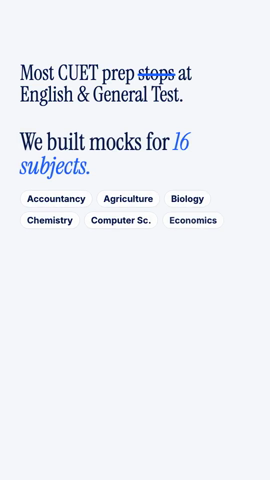 Most CUET prep stops at
English & General Test.
We built mocks for 16
subjects.
Accountancy Agriculture Biology
Chemistry Computer Sc. Economics